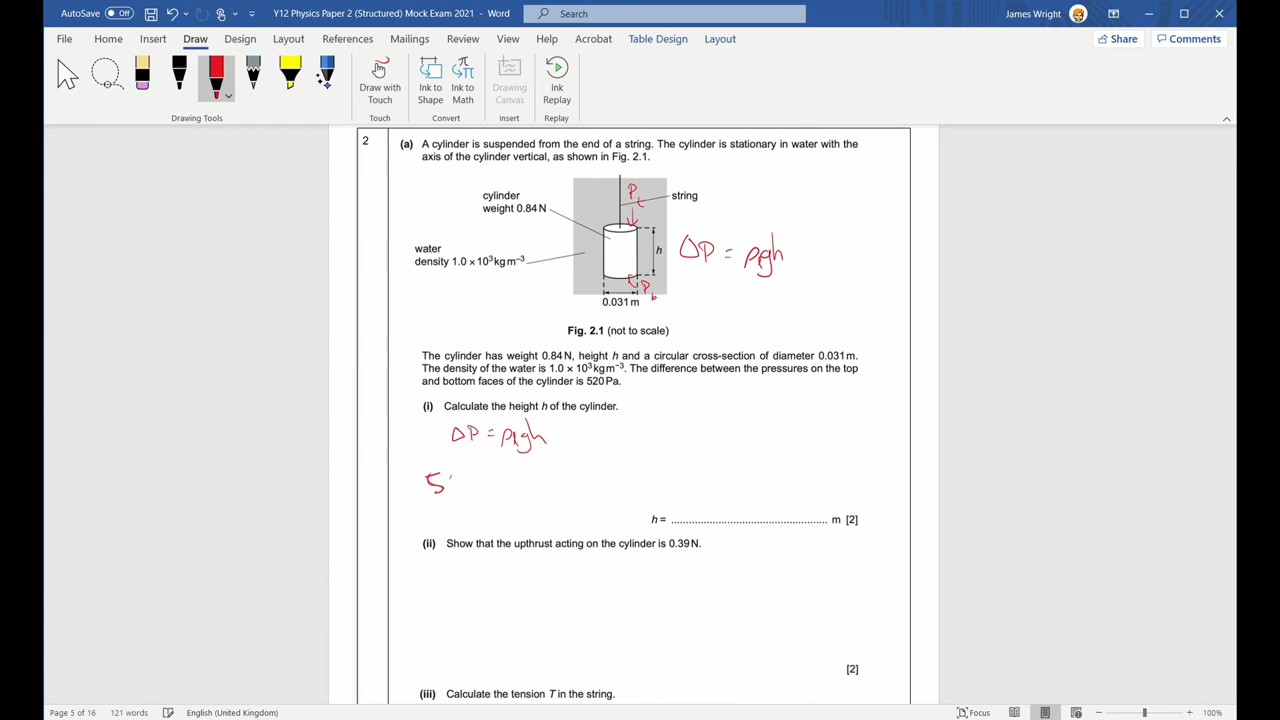 AutoSave Off Y12 Physics Paper 2 (Structured) Mock Exam 2021 - Word Search James Wright
File Home Insert Draw Design Layout References Mailings Review View Help Acrobat Table Design Layout Share Comments
Draw with Touch Ink to Shape Ink to Math Drawing Canvas Ink Replay
Drawing Tools Touch Convert Insert Replay
2 (a) A cylinder is suspended from the end of a string. The cylinder is stationary in water with the
axis of the cylinder vertical, as shown in Fig. 2.1.
cylinder
weight 0.84 N
string
Pt
water
density 1.0 × 10³ kg m⁻³
h
ΔP = ρgh
Pb
0.031 m
Fig. 2.1 (not to scale)
The cylinder has weight 0.84 N, height h and a circular cross-section of diameter 0.031 m.
The density of the water is 1.0 × 10³ kg m⁻³. The difference between the pressures on the top
and bottom faces of the cylinder is 520 Pa.
(i) Calculate the height h of the cylinder.
ΔP = ρgh
5
h = .................................................... m [2]
(ii) Show that the upthrust acting on the cylinder is 0.39 N.
[2]
(iii) Calculate the tension T in the string.
Page 5 of 16 121 words English (United Kingdom) Focus 100%